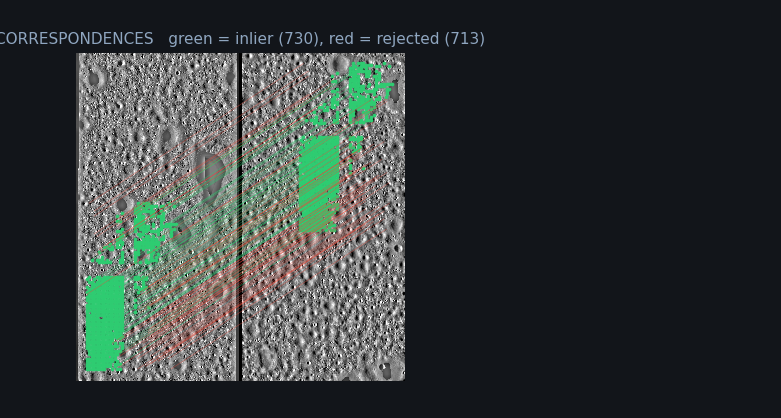 CORRESPONDENCES   green = inlier (730), red = rejected (713)